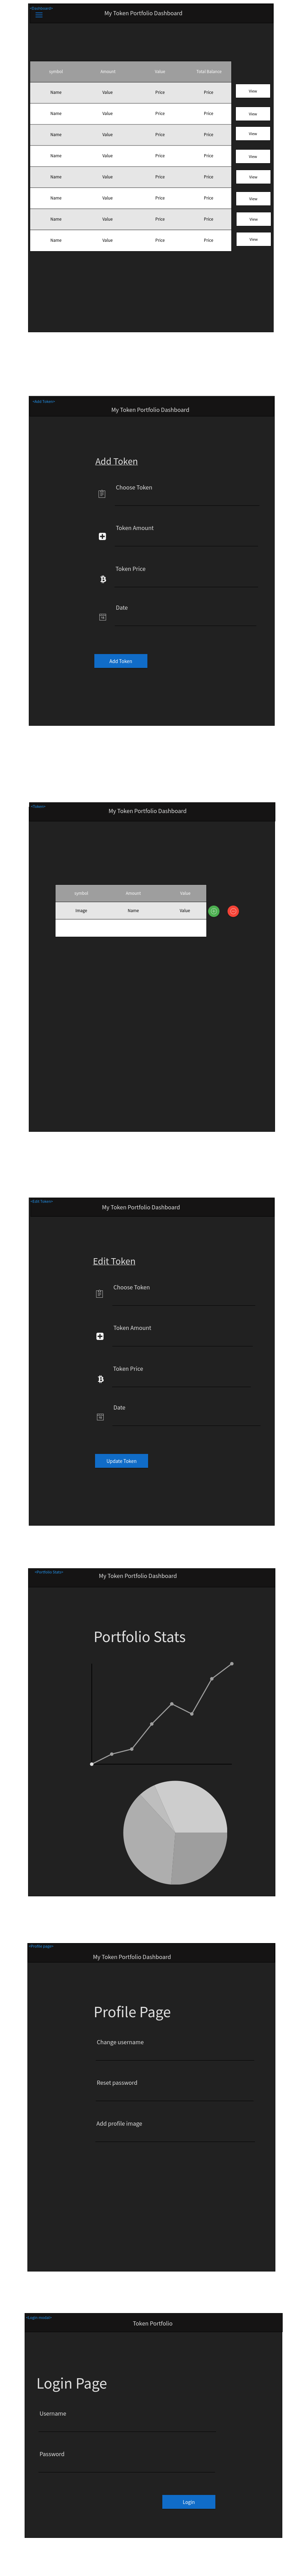 <Dashboard>
My Token Portfolio Dashboard
symbol Amount Value Total Balance
Name Value Price Price View
Name Value Price Price View
Name Value Price Price View
Name Value Price Price View
Name Value Price Price View
Name Value Price Price View
Name Value Price Price View
Name Value Price Price View
<Add Token>
My Token Portfolio Dashboard
Add Token
Choose Token
Token Amount
Token Price
Date
Add Token
<Token>
My Token Portfolio Dashboard
symbol Amount Value
Image Name Value
<Edit Token>
My Token Portfolio Dashboard
Edit Token
Choose Token
Token Amount
Token Price
Date
Update Token
<Portfolio Stats>
My Token Portfolio Dashboard
Portfolio Stats
<Profile page>
My Token Portfolio Dashboard
Profile Page
Change username
Reset password
Add profile image
Token Portfolio
Login Page
Username
Password
Login